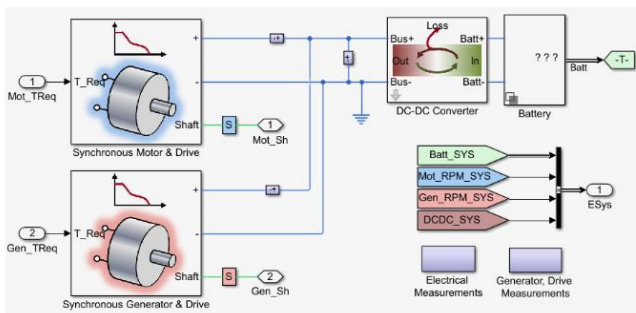 Loss
Bus+
Batt+
Out
In
Bus-
Batt-
DC-DC Converter
? ? ?
Battery
Batt
-T-
1
Mot_TReq
T_Req
+
-
Shaft
S
1
Mot_Sh
Synchronous Motor & Drive
2
Gen_TReq
T_Req
+
-
Shaft
S
2
Gen_Sh
Synchronous Generator & Drive
Batt_SYS
Mot_RPM_SYS
Gen_RPM_SYS
DCDC_SYS
1
ESys
Electrical
Measurements
Generator, Drive
Measurements